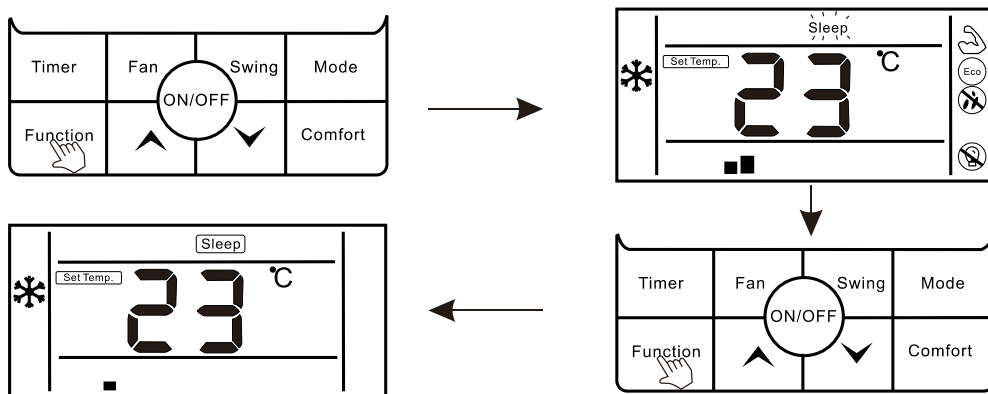 Timer Fan Swing Mode
ON/OFF
Function Comfort
Sleep
Set Temp. 23 °C
Eco
Sleep
Set Temp. 23 °C
Timer Fan Swing Mode
ON/OFF
Function Comfort